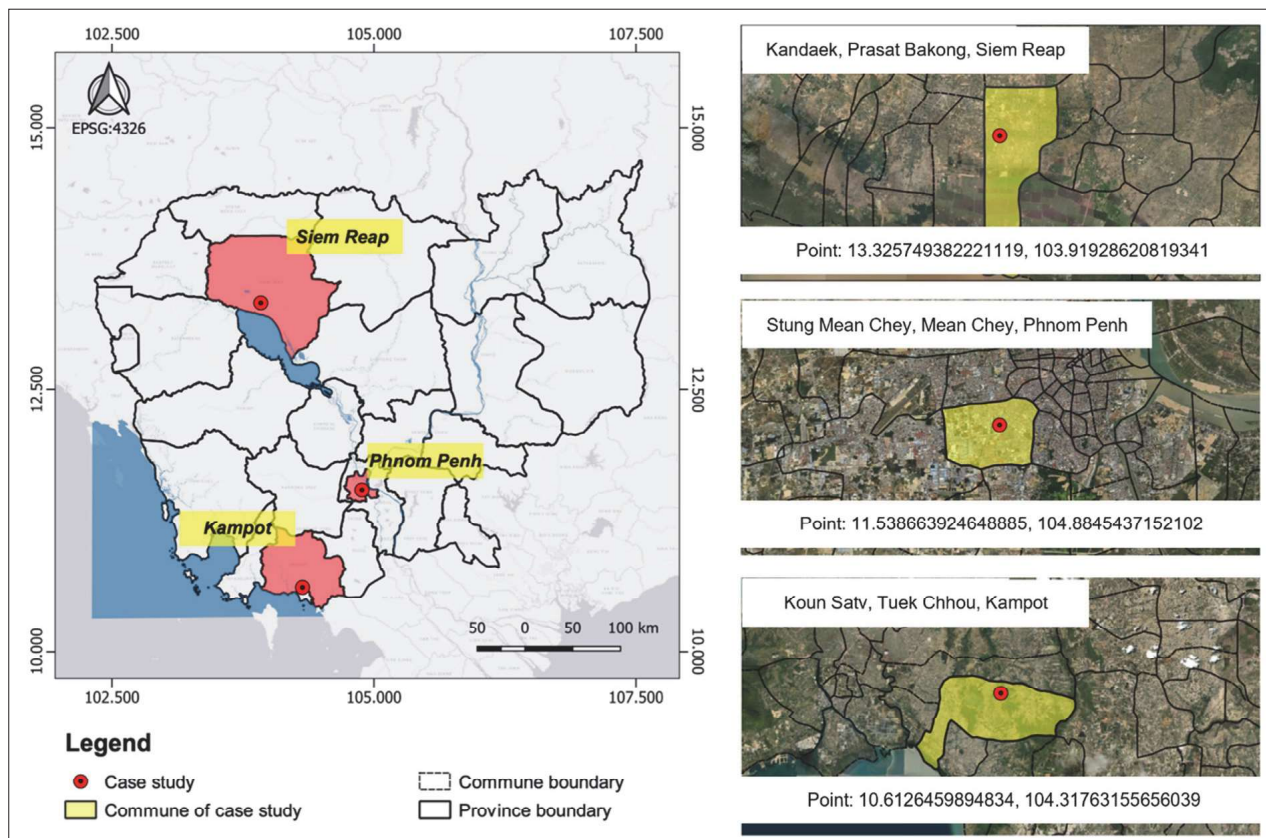 102.500
105.000
107.500
EPSG:4326
15.000
15.000
12.500
12.500
10.000
10.000
Siem Reap
Phnom Penh
Kampot
50 0 50 100 km
102.500
105.000
107.500
Legend
Case study
Commune of case study
Commune boundary
Province boundary
Kandaek, Prasat Bakong, Siem Reap
Point: 13.325749382221119, 103.91928620819341
Stung Mean Chey, Mean Chey, Phnom Penh
Point: 11.538663924648885, 104.8845437152102
Koun Satv, Tuek Chhou, Kampot
Point: 10.6126459894834, 104.31763155656039